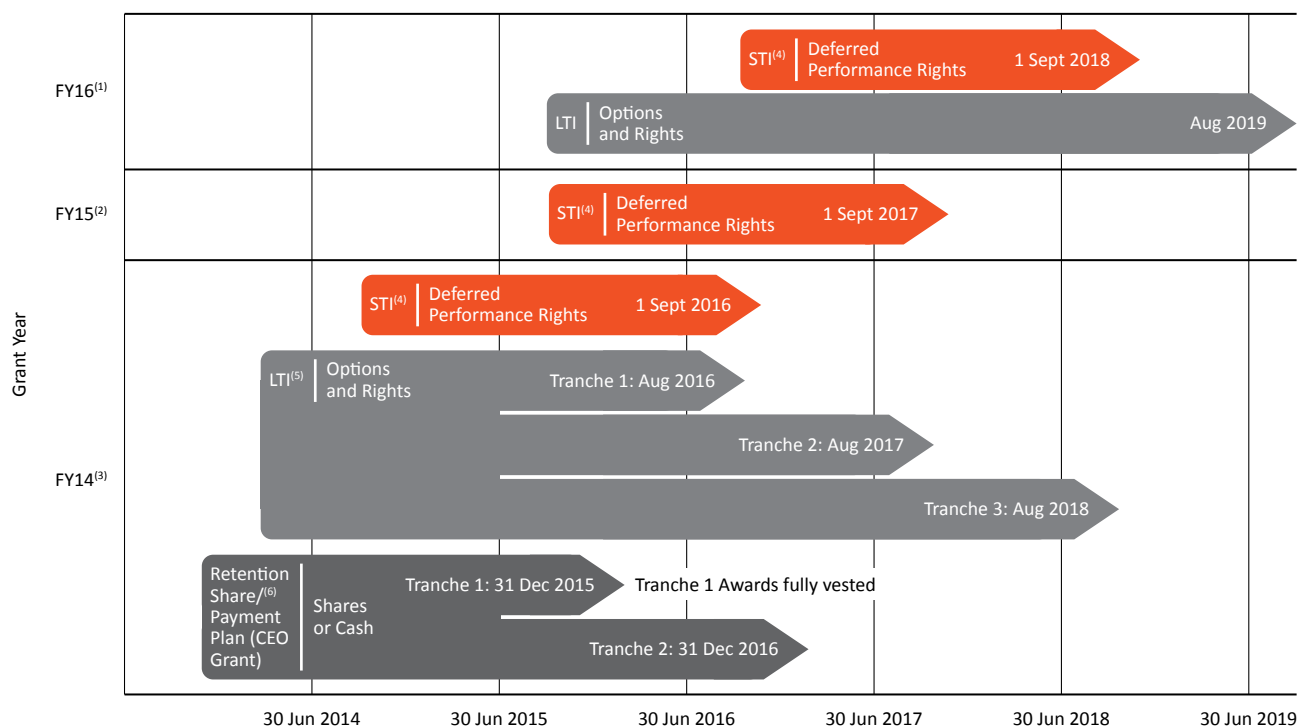 Grant Year
FY16(1)
STI(4)
Deferred
Performance Rights
1 Sept 2018
LTI
Options
and Rights
Aug 2019
FY15(2)
STI(4)
Deferred
Performance Rights
1 Sept 2017
FY14(3)
STI(4)
Deferred
Performance Rights
1 Sept 2016
LTI(5)
Options
and Rights
Tranche 1: Aug 2016
Tranche 2: Aug 2017
Tranche 3: Aug 2018
Retention
Share/(6)
Payment
Plan (CEO
Grant)
Shares
or Cash
Tranche 1: 31 Dec 2015
Tranche 1 Awards fully vested
Tranche 2: 31 Dec 2016
30 Jun 2014
30 Jun 2015
30 Jun 2016
30 Jun 2017
30 Jun 2018
30 Jun 2019